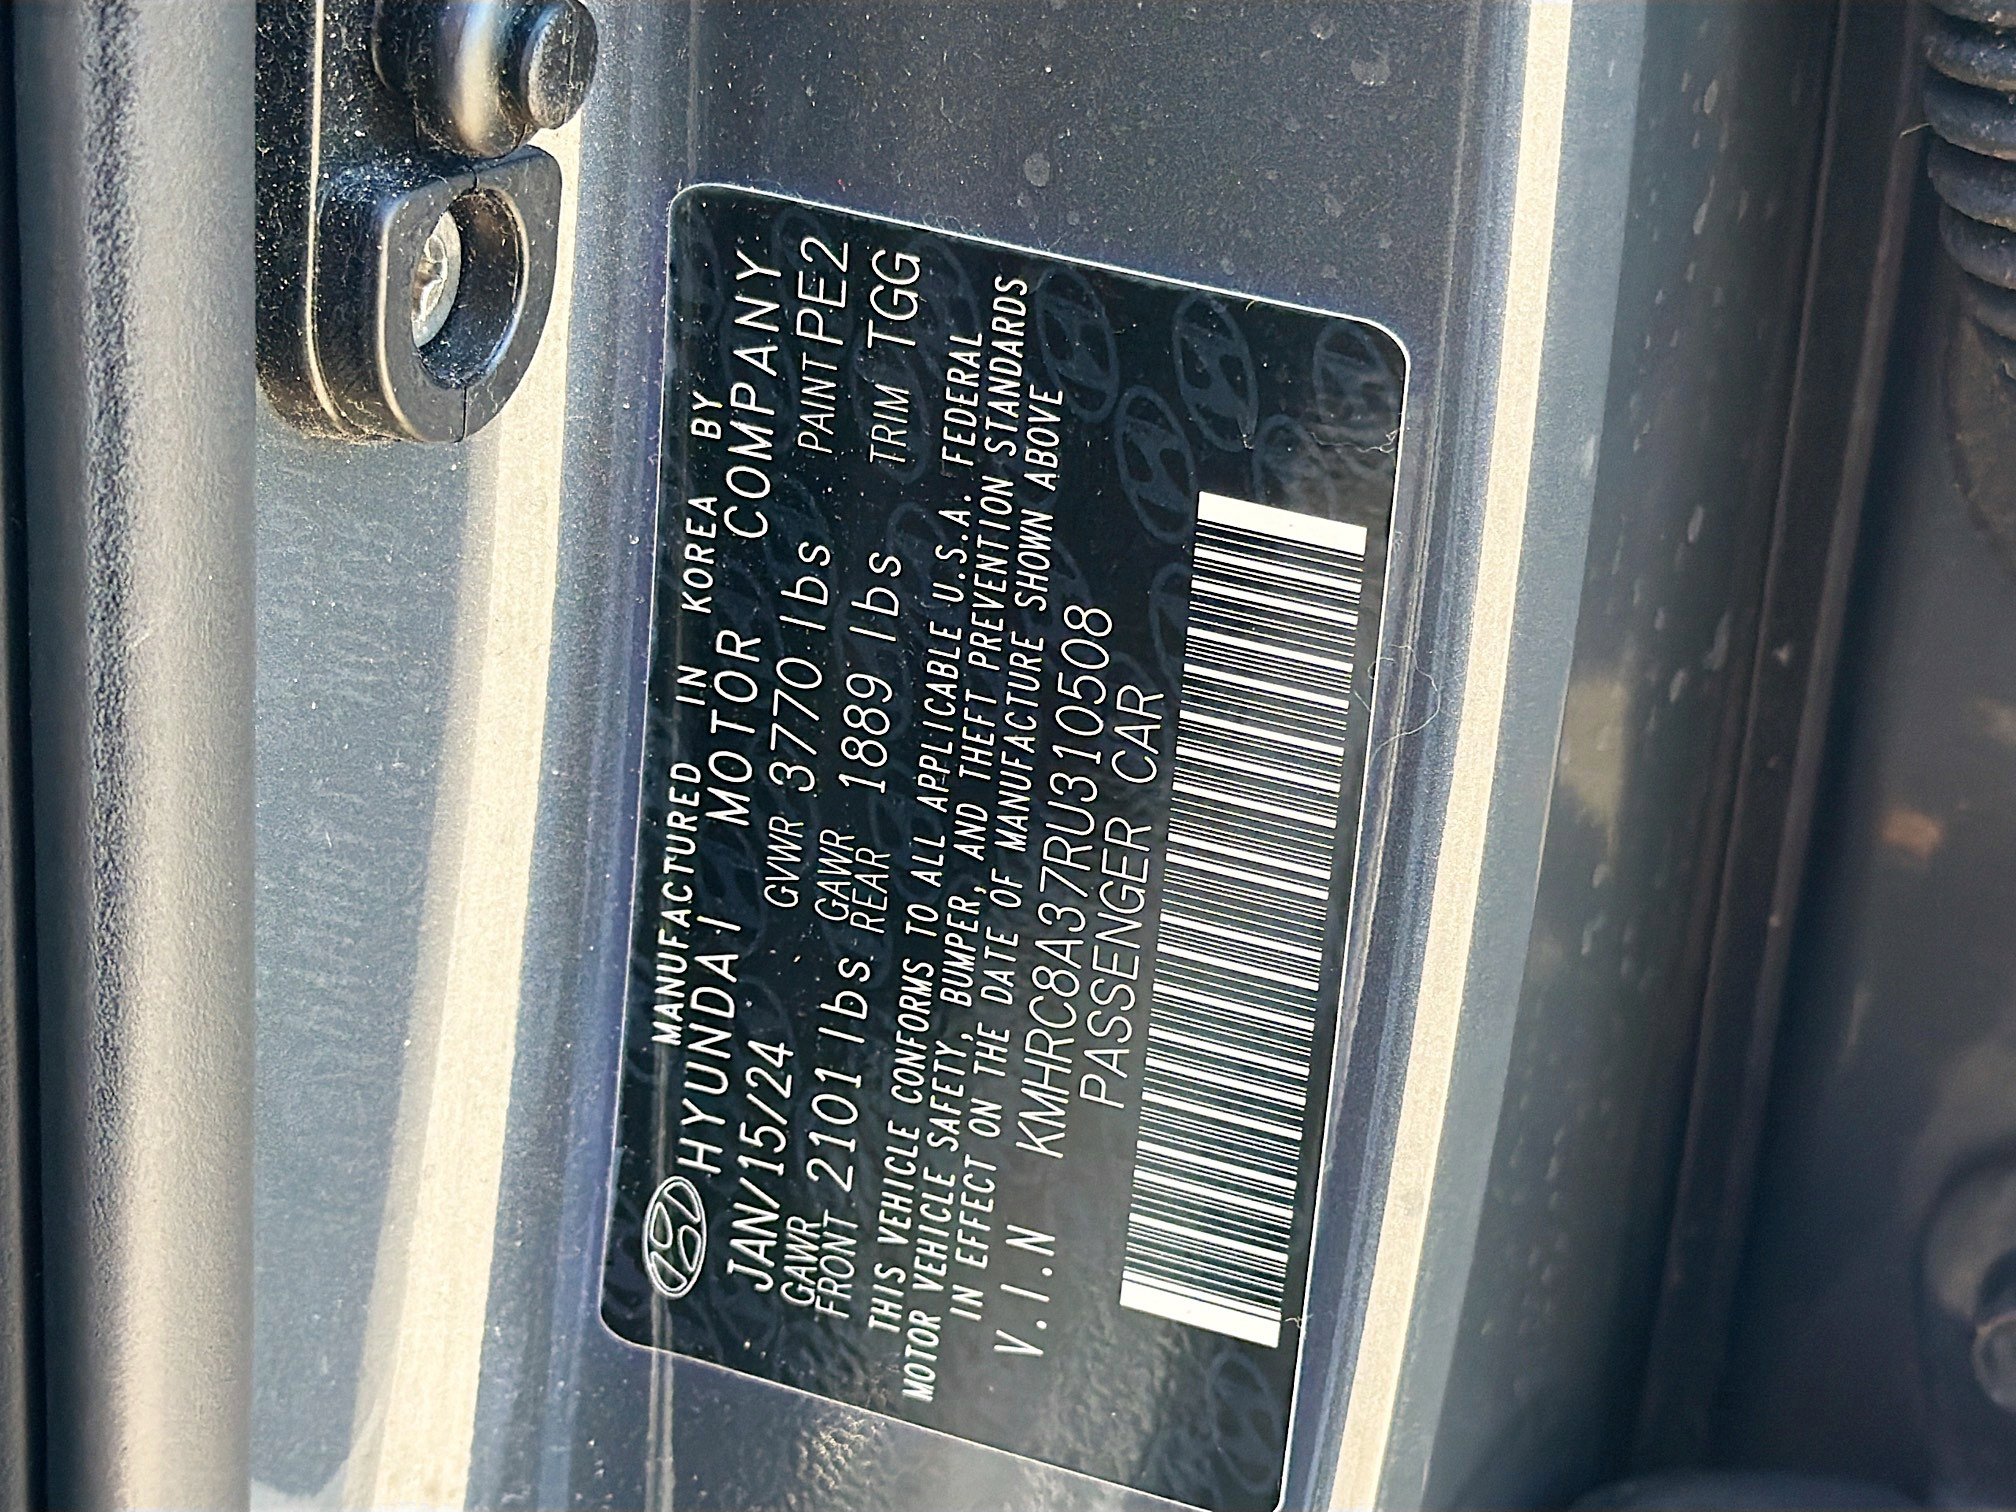 MANUFACTURED IN KOREA BY
HYUNDAI MOTOR COMPANY
JAN/15/24 GVWR 3770 lbs PAINT PE2
GAWR FRONT 2101 lbs GAWR REAR 1889 lbs TRIM TGG
THIS VEHICLE CONFORMS TO ALL APPLICABLE U.S.A. FEDERAL
MOTOR VEHICLE SAFETY, BUMPER, AND THEFT PREVENTION STANDARDS
IN EFFECT ON THE DATE OF MANUFACTURE SHOWN ABOVE
V.I.N KMHRC8A37RU310508
PASSENGER CAR